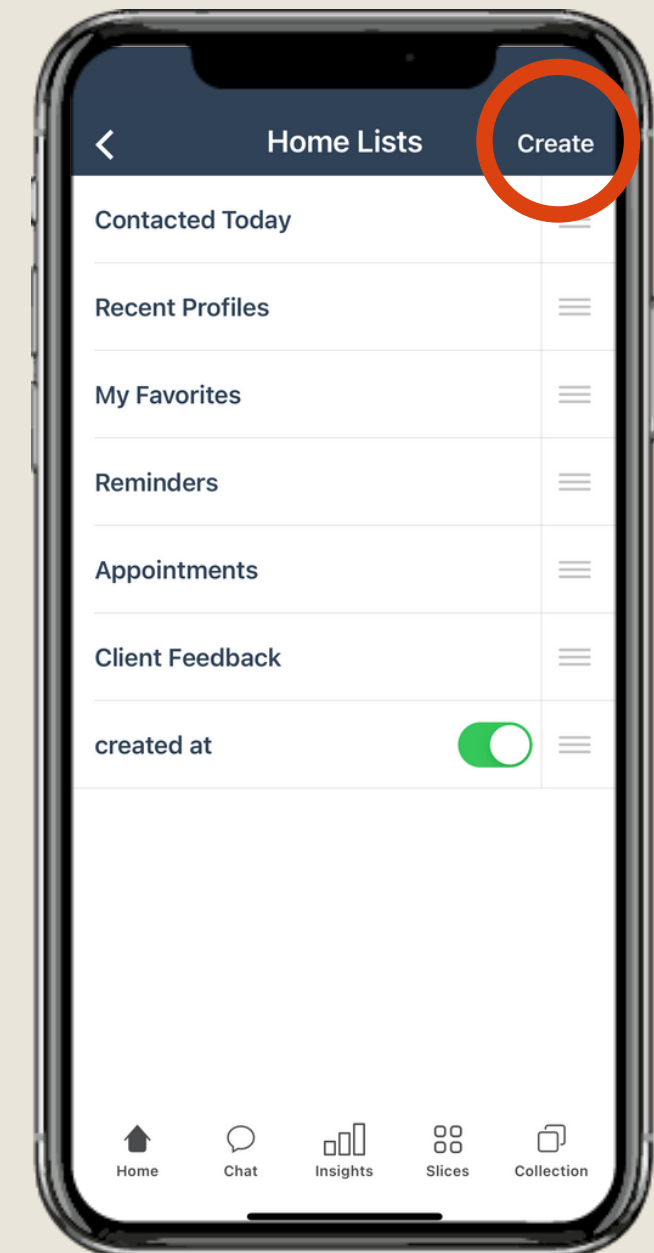 Home Lists
Create
Contacted Today
Recent Profiles
My Favorites
Reminders
Appointments
Client Feedback
created at
Home Chat Insights Slices Collection